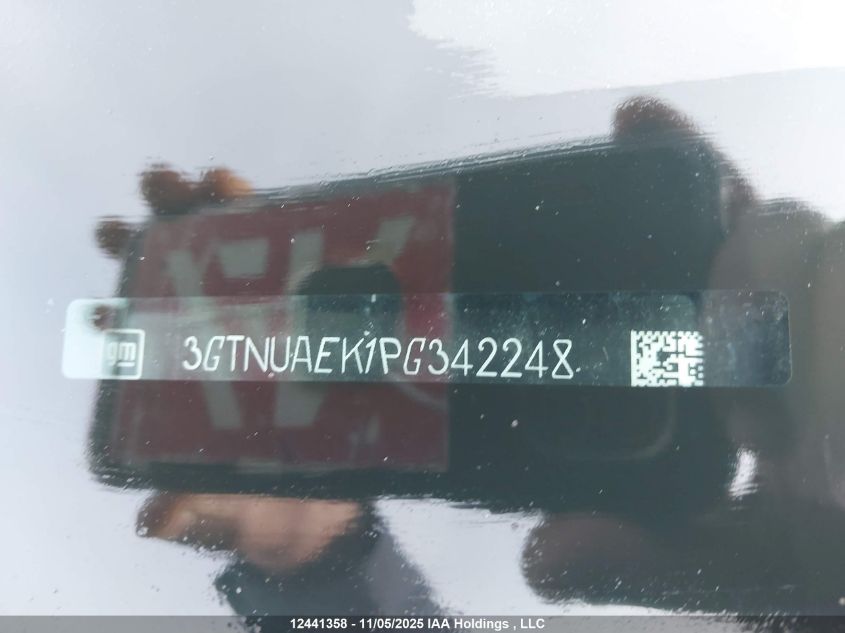 gm 3GTNUAEK1PG342248
12441358 - 11/05/2025 IAA Holdings , LLC